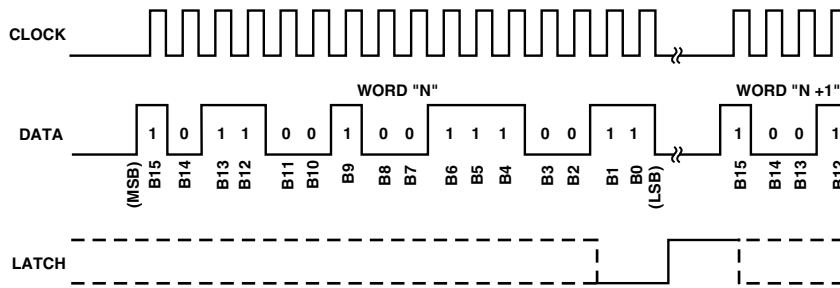 CLOCK
WORD "N"
WORD "N +1"
DATA
1 0 1 1 0 0 1 0 0 1 1 1 0 0 1 1 1 0 0 1
(MSB) B15 B14 B13 B12 B11 B10 B9 B8 B7 B6 B5 B4 B3 B2 B1 B0 (LSB) B15 B14 B13 B12
LATCH